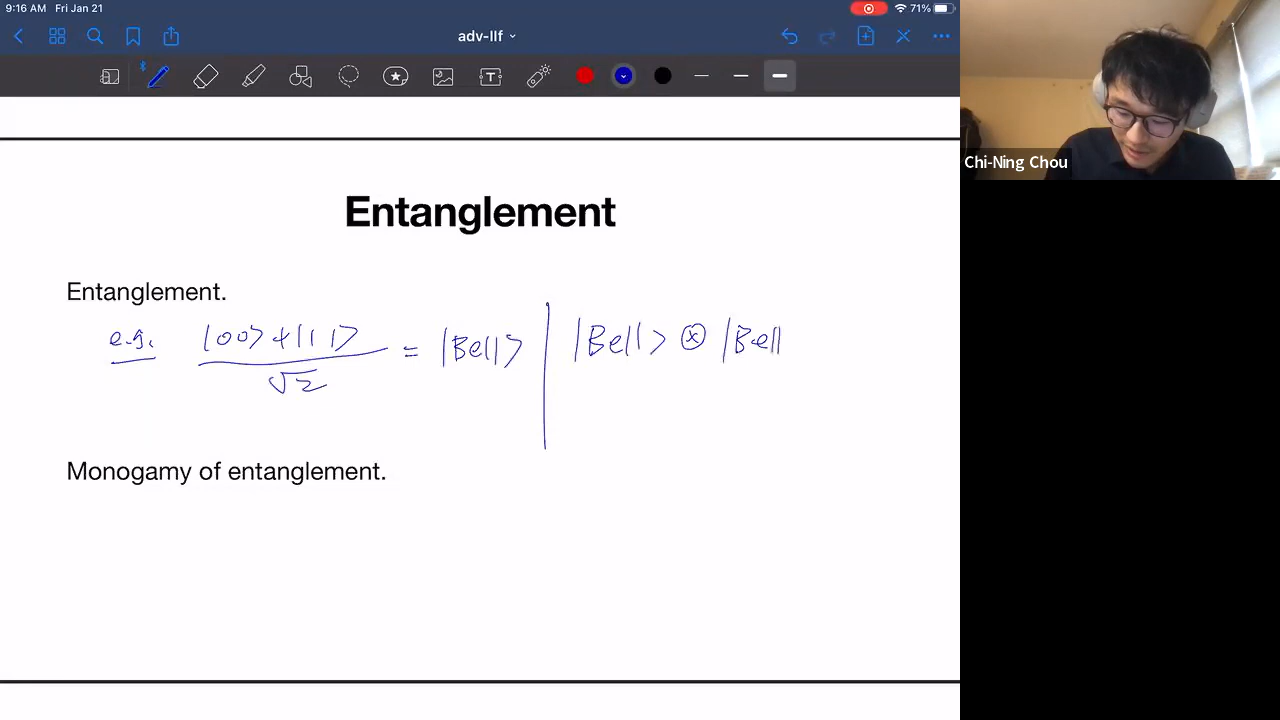 9:16 AM Fri Jan 21
71%
adv-llf
Chi-Ning Chou
Entanglement
Entanglement.
e.g. |00> + |11> / √2 = |Bell> | |Bell> ⊗ |Bell
Monogamy of entanglement.